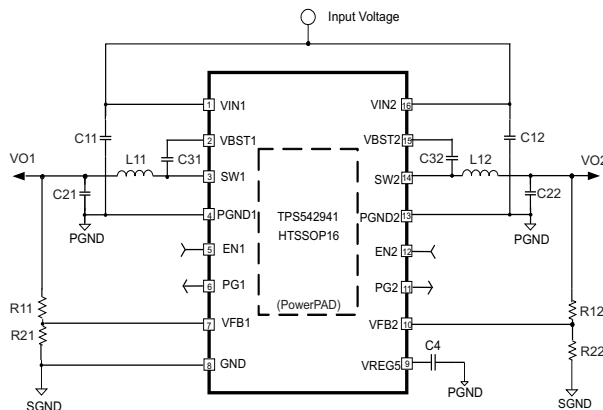 Input Voltage
1 VIN1 VIN2 16
C11 C12
2 VBST1 VBST2 15
VO1 L11 C31 C32 L12 VO2
3 SW1 SW2 14
C21 TPS542941 C22
4 PGND1 PGND2 13
HTSSOP16
PGND PGND
5 EN1 EN2 12
6 PG1 PG2 11
(PowerPAD)
R11 R12
7 VFB1 VFB2 10
R21 C4 R22
8 GND VREG5 9
PGND
SGND SGND